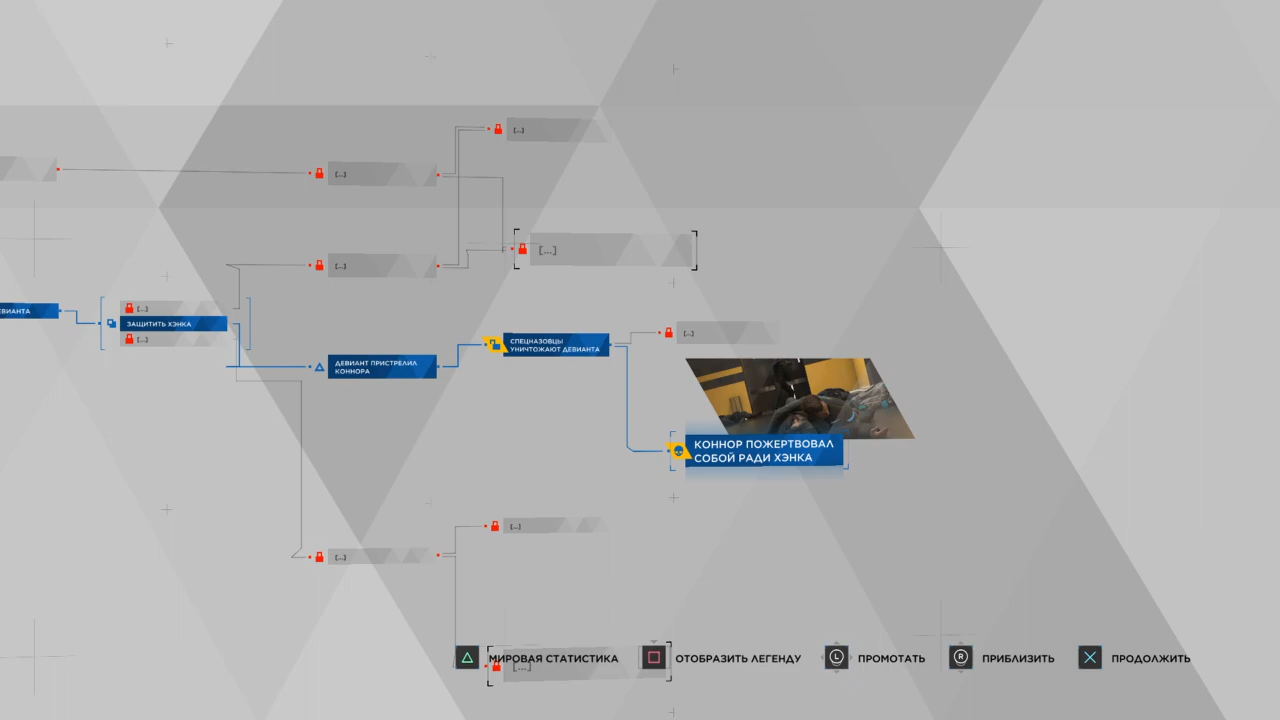 [...]
[...]
[...]
[...]
ЕВИАНТА
[...]
ЗАЩИТИТЬ ХЭНКА
[...]
[...]
СПЕЦНАЗОВЦЫ
УНИЧТОЖАЮТ ДЕВИАНТА
ДЕВИАНТ ПРИСТРЕЛИЛ
КОННОРА
КОННОР ПОЖЕРТВОВАЛ
СОБОЙ РАДИ ХЭНКА
[...]
[...]
МИРОВАЯ СТАТИСТИКА
ОТОБРАЗИТЬ ЛЕГЕНДУ
L
ПРОМОТАТЬ
R
ПРИБЛИЗИТЬ
ПРОДОЛЖИТЬ
[...]